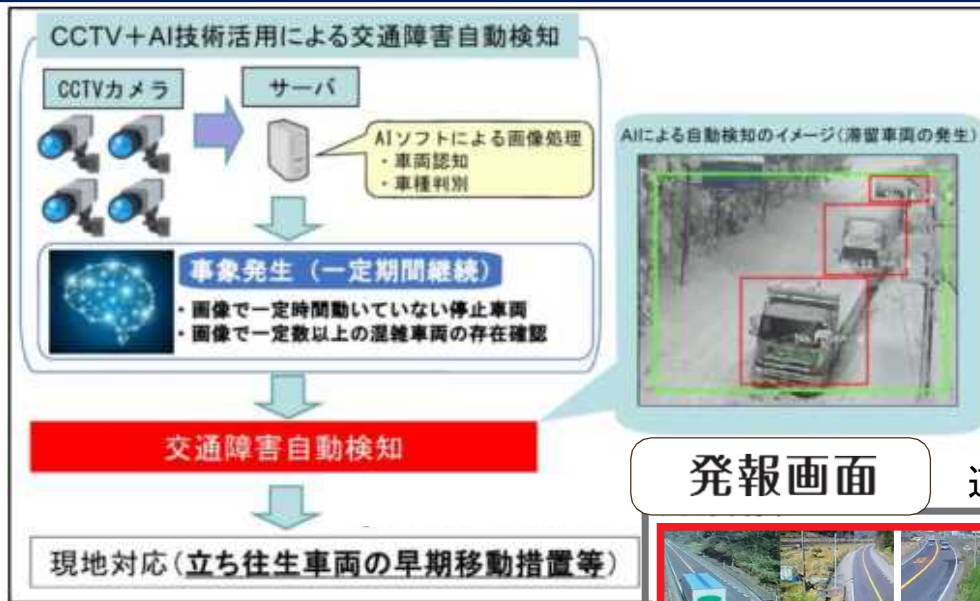 CCTV+AI技術活用による交通障害自動検知
CCTVカメラ
サーバ
AIソフトによる画像処理
・車両認知
・車種判別
事象発生（一定期間継続）
・画像で一定時間動いていない停止車両
・画像で一定数以上の混雑車両の存在確認
AIによる自動検知のイメージ（滞留車両の発生）
交通障害自動検知
現地対応（立ち往生車両の早期移動措置等）
発報画面